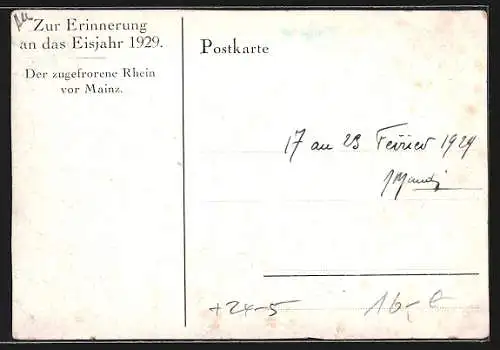 Zur Erinnerung
an das Eisjahr 1929.
Der zugefrorene Rhein
vor Mainz.
Postkarte
17 au 23 Février 1929
+24-5
16,-